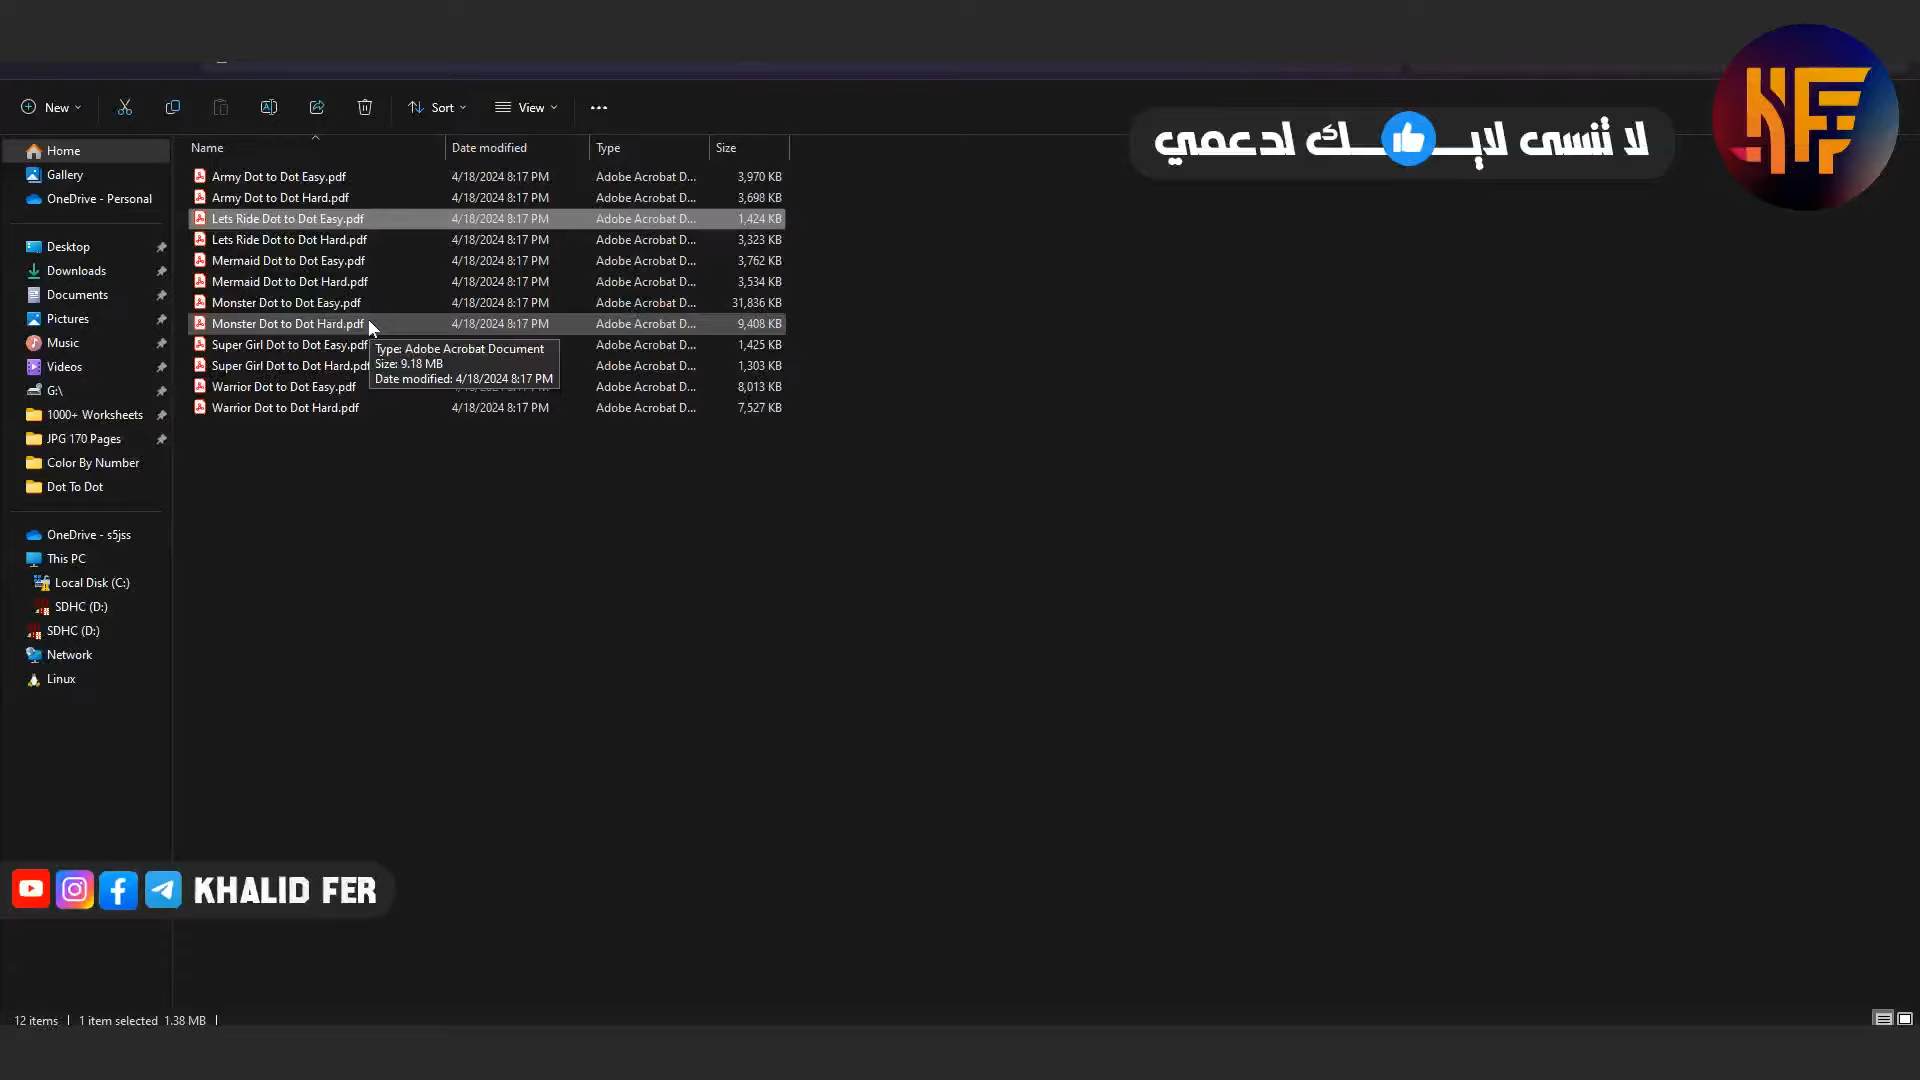 New
Sort
View
لا تنسى لايـــك لدعمي
KF
Name
Date modified
Type
Size
Home
Gallery
OneDrive - Personal
Desktop
Downloads
Documents
Pictures
Music
Videos
G:\
1000+ Worksheets
JPG 170 Pages
Color By Number
Dot To Dot
OneDrive - s5jss
This PC
Local Disk (C:)
SDHC (D:)
SDHC (D:)
Network
Linux
Army Dot to Dot Easy.pdf 4/18/2024 8:17 PM Adobe Acrobat D... 3,970 KB
Army Dot to Dot Hard.pdf 4/18/2024 8:17 PM Adobe Acrobat D... 3,698 KB
Lets Ride Dot to Dot Easy.pdf 4/18/2024 8:17 PM Adobe Acrobat D... 1,424 KB
Lets Ride Dot to Dot Hard.pdf 4/18/2024 8:17 PM Adobe Acrobat D... 3,323 KB
Mermaid Dot to Dot Easy.pdf 4/18/2024 8:17 PM Adobe Acrobat D... 3,762 KB
Mermaid Dot to Dot Hard.pdf 4/18/2024 8:17 PM Adobe Acrobat D... 3,534 KB
Monster Dot to Dot Easy.pdf 4/18/2024 8:17 PM Adobe Acrobat D... 31,836 KB
Monster Dot to Dot Hard.pdf 4/18/2024 8:17 PM Adobe Acrobat D... 9,408 KB
Super Girl Dot to Dot Easy.pdf Adobe Acrobat D... 1,425 KB
Super Girl Dot to Dot Hard.pdf Adobe Acrobat D... 1,303 KB
Warrior Dot to Dot Easy.pdf 4/18/2024 8:17 PM Adobe Acrobat D... 8,013 KB
Warrior Dot to Dot Hard.pdf 4/18/2024 8:17 PM Adobe Acrobat D... 7,527 KB
Type: Adobe Acrobat Document
Size: 9.18 MB
Date modified: 4/18/2024 8:17 PM
KHALID FER
12 items | 1 item selected 1.38 MB |